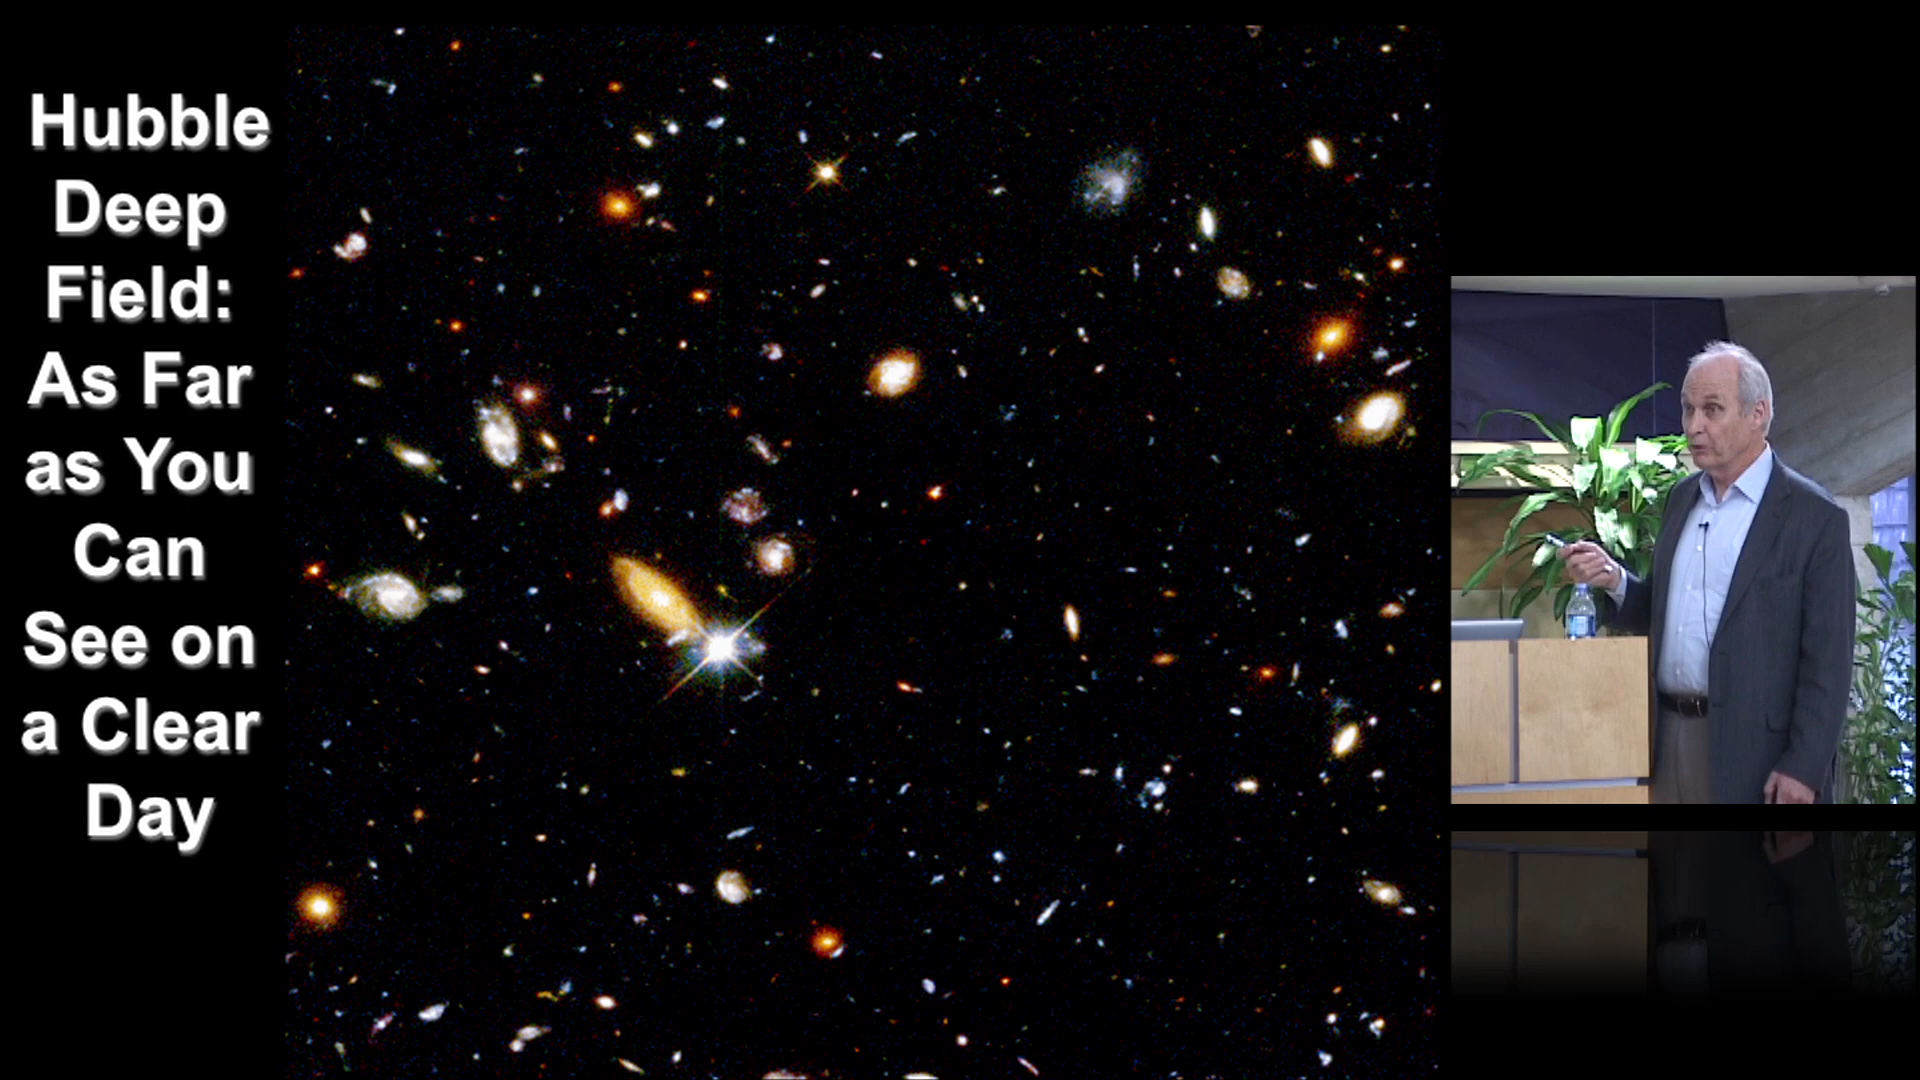 Hubble
Deep
Field:
As Far
as You
Can
See on
a Clear
Day